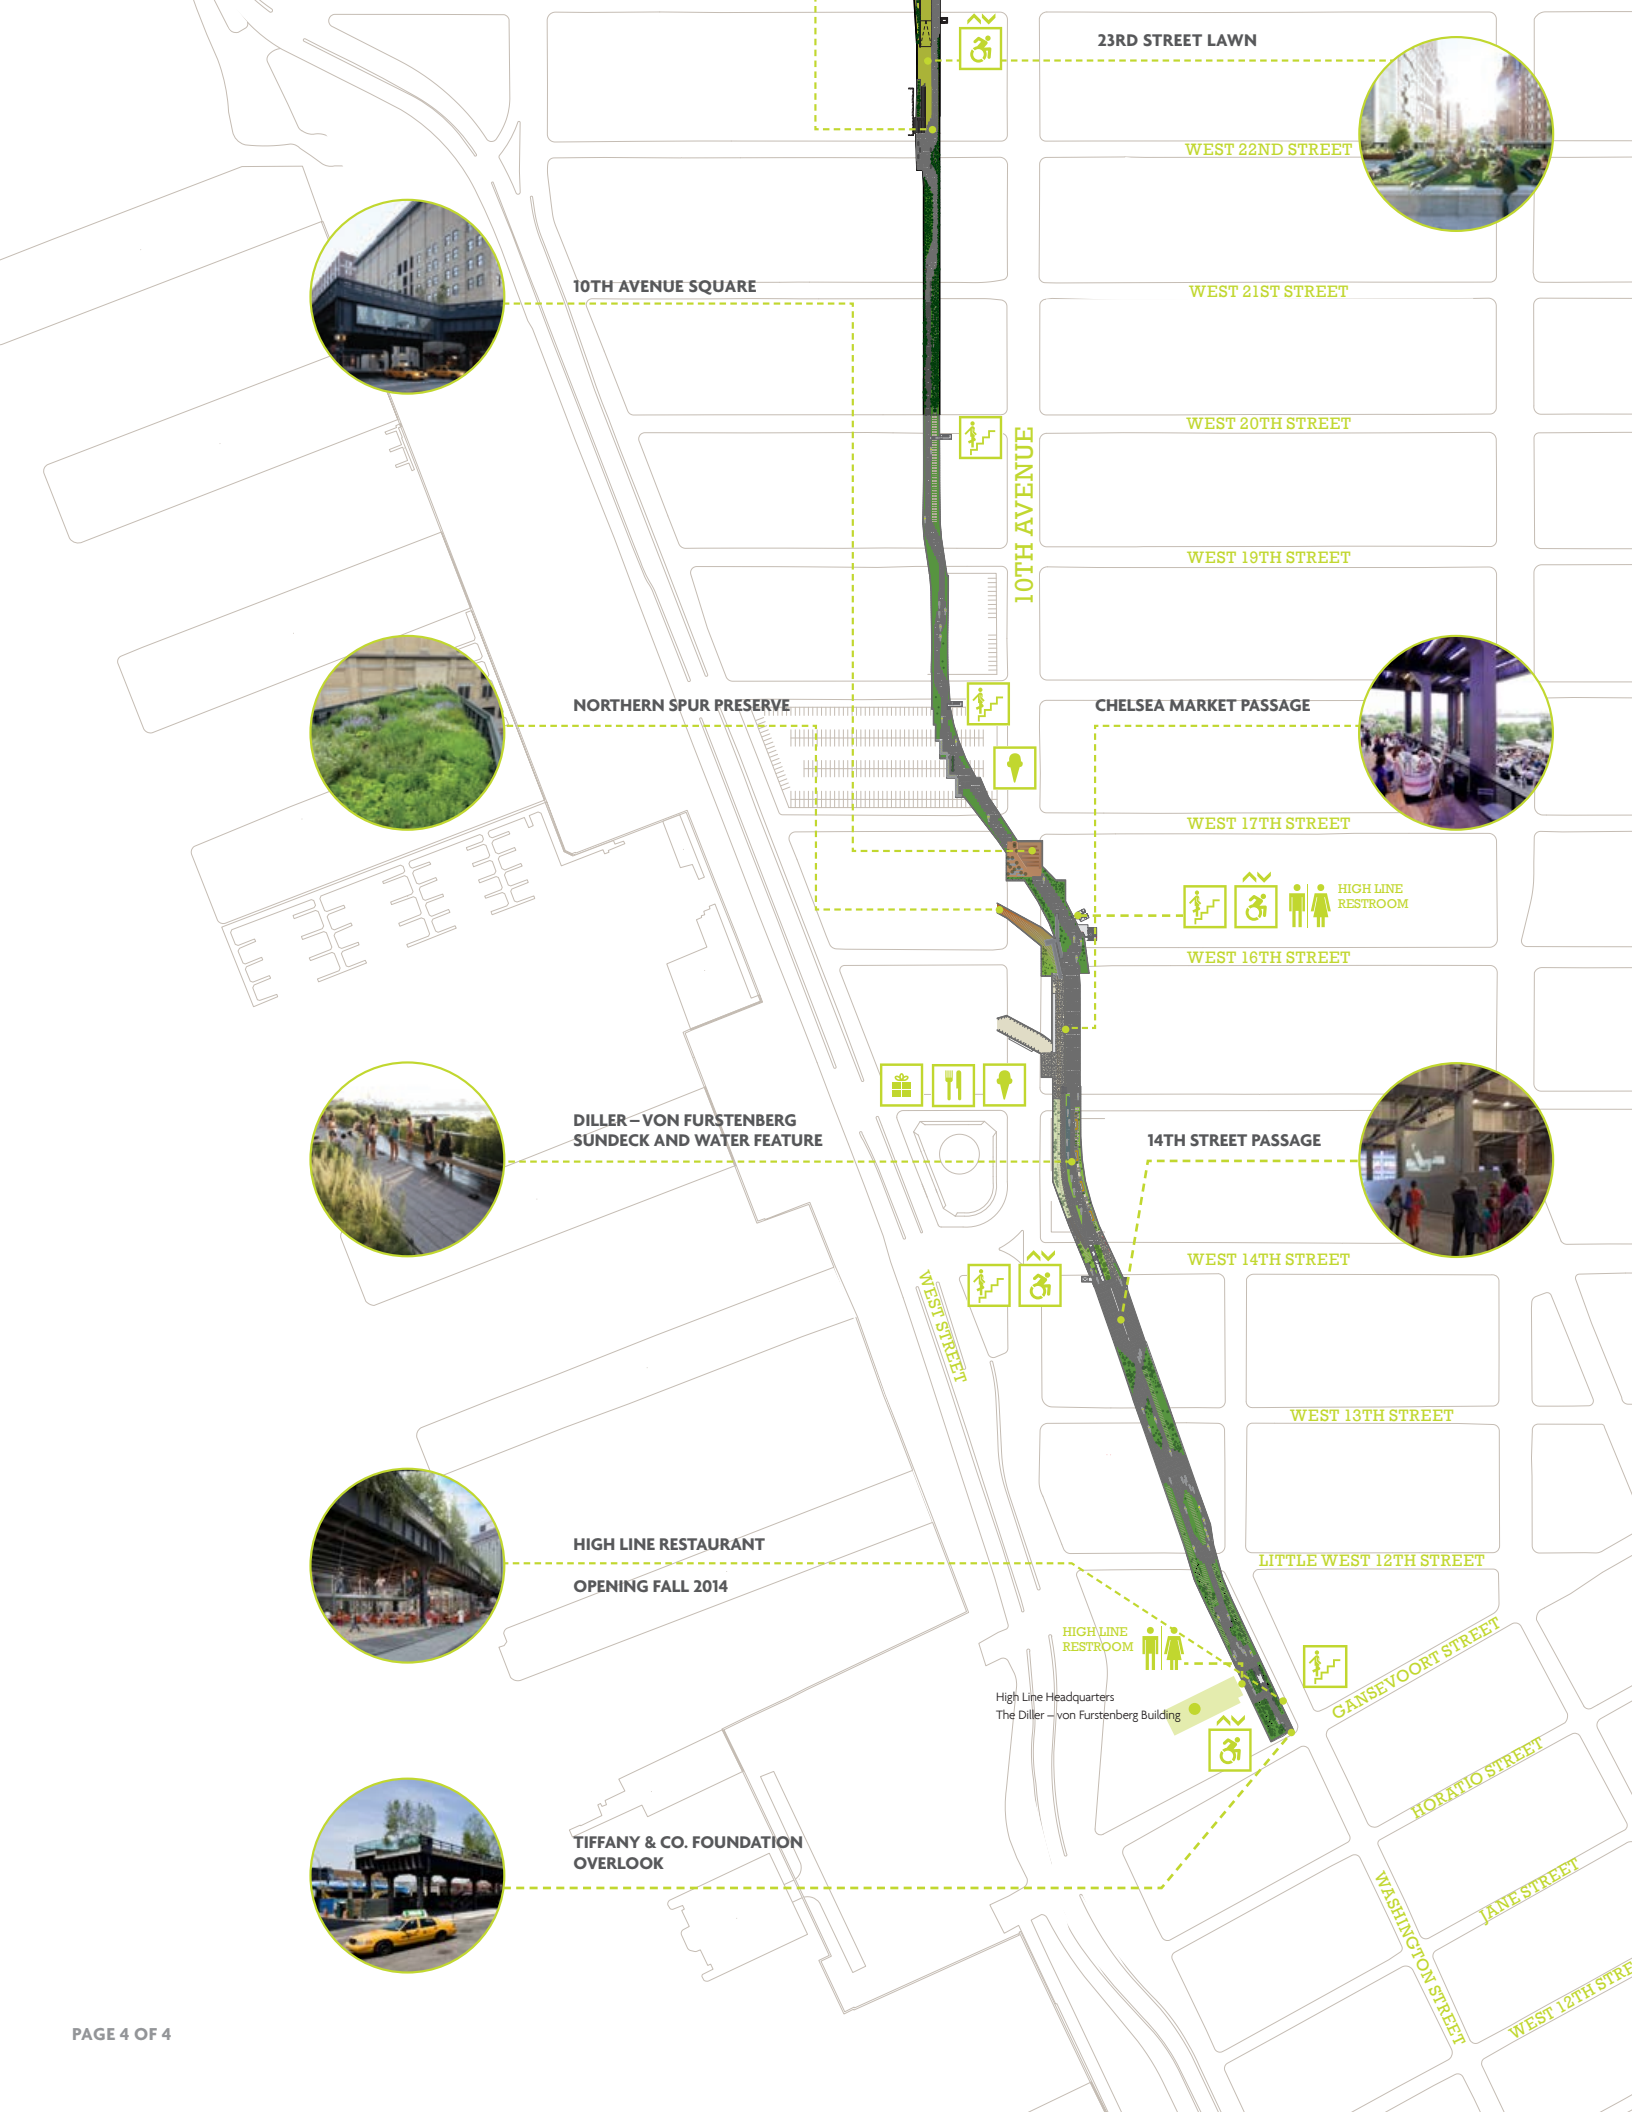 23RD STREET LAWN
WEST 22ND STREET
10TH AVENUE SQUARE
WEST 21ST STREET
WEST 20TH STREET
10TH AVENUE
WEST 19TH STREET
NORTHERN SPUR PRESERVE
CHELSEA MARKET PASSAGE
WEST 17TH STREET
HIGH LINE
RESTROOM
WEST 16TH STREET
DILLER – VON FURSTENBERG
SUNDECK AND WATER FEATURE
14TH STREET PASSAGE
WEST 14TH STREET
WEST STREET
WEST 13TH STREET
HIGH LINE RESTAURANT
OPENING FALL 2014
LITTLE WEST 12TH STREET
HIGH LINE
RESTROOM
GANSEVOORT STREET
High Line Headquarters
The Diller – von Furstenberg Building
HORATIO STREET
TIFFANY & CO. FOUNDATION
OVERLOOK
JANE STREET
WASHINGTON STREET
WEST 12TH STRE
PAGE 4 OF 4